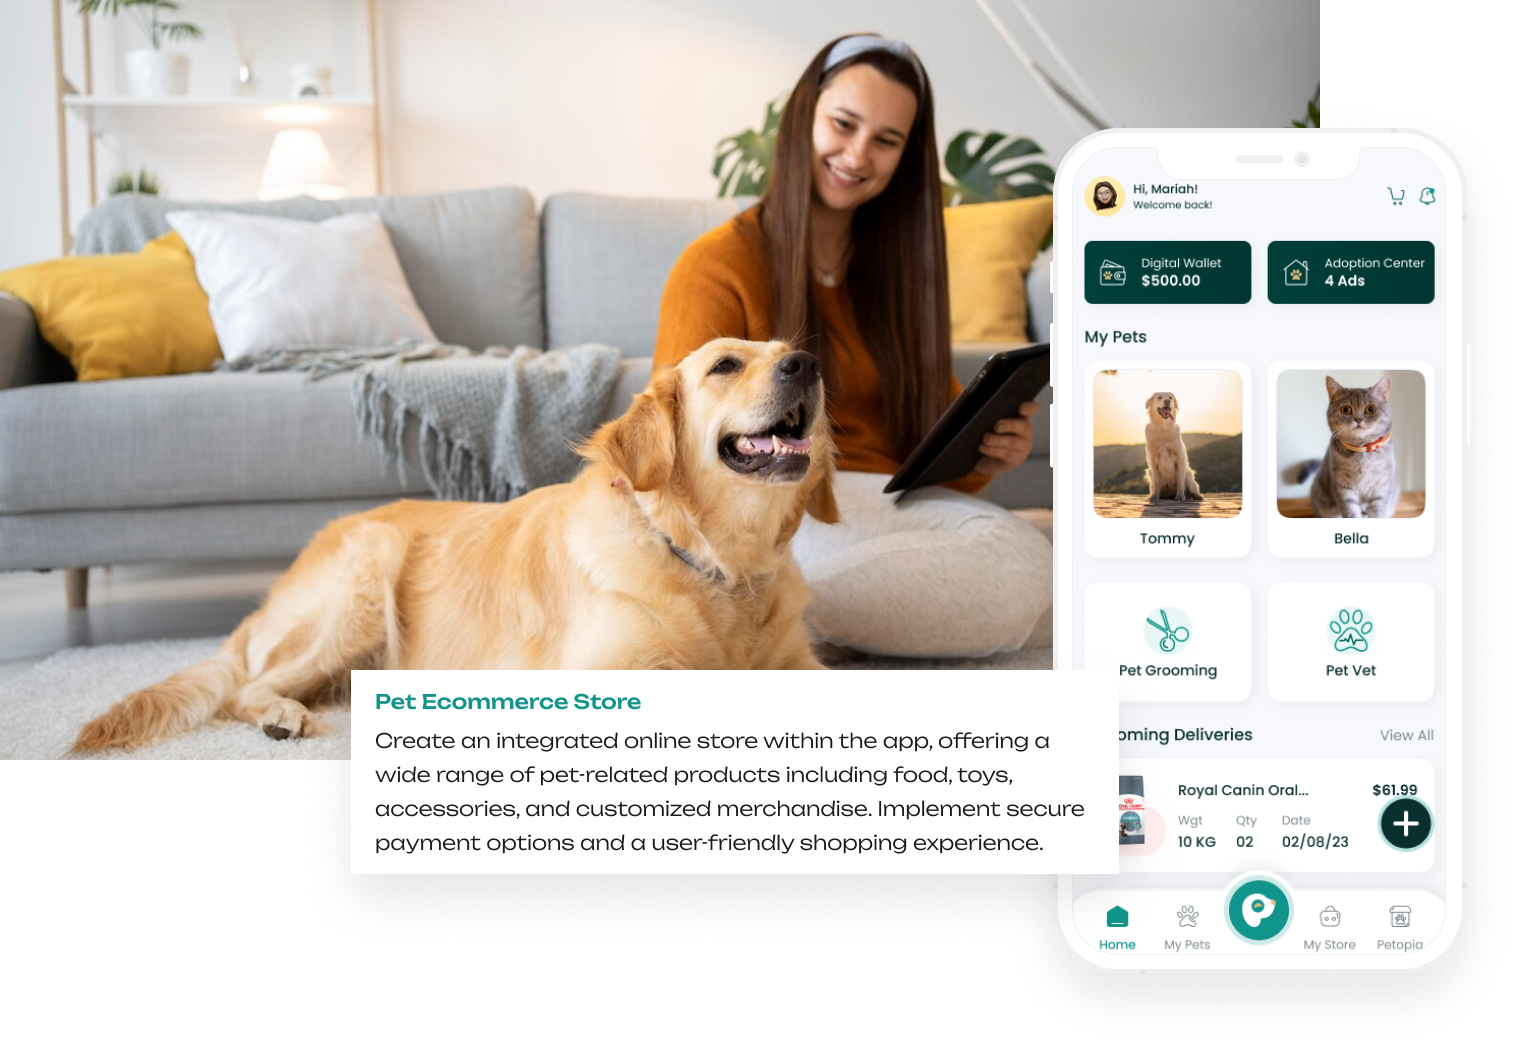 Hi, Mariah!
Welcome back!
Digital Wallet
$500.00
Adoption Center
4 Ads
My Pets
Tommy
Bella
Pet Grooming
Pet Vet
Pet Ecommerce Store
Create an integrated online store within the app, offering a
wide range of pet-related products including food, toys,
accessories, and customized merchandise. Implement secure
payment options and a user-friendly shopping experience.
oming Deliveries
View All
Royal Canin Oral...
$61.99
Wgt Qty Date
10 KG 02 02/08/23
Home
My Pets
My Store
Petopia